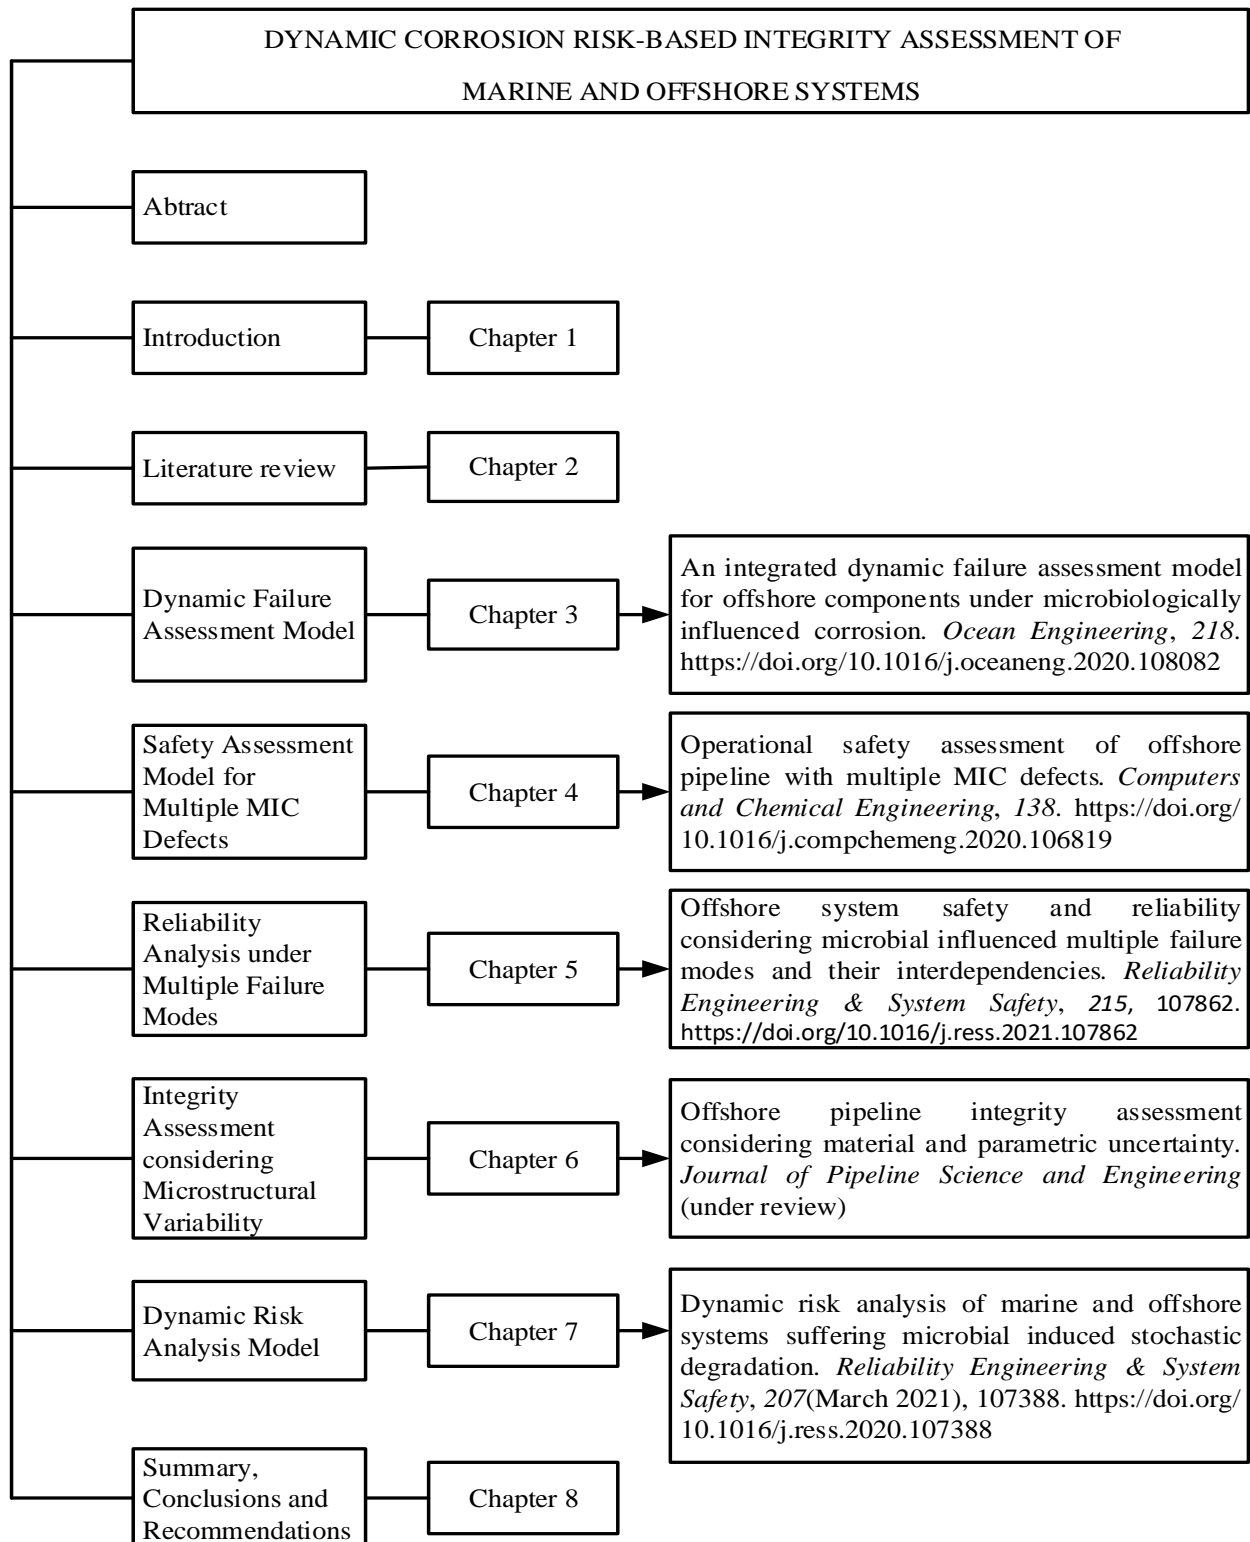 DYNAMIC CORROSION RISK-BASED INTEGRITY ASSESSMENT OF
MARINE AND OFFSHORE SYSTEMS
Abtract
Introduction
Chapter 1
Literature review
Chapter 2
Dynamic Failure
Assessment Model
Chapter 3
An integrated dynamic failure assessment model
for offshore components under microbiologically
influenced corrosion. Ocean Engineering, 218.
https://doi.org/10.1016/j.oceaneng.2020.108082
Safety Assessment
Model for
Multiple MIC
Defects
Chapter 4
Operational safety assessment of offshore
pipeline with multiple MIC defects. Computers
and Chemical Engineering, 138. https://doi.org/
10.1016/j.compchemeng.2020.106819
Reliability
Analysis under
Multiple Failure
Modes
Chapter 5
Offshore system safety and reliability
considering microbial influenced multiple failure
modes and their interdependencies. Reliability
Engineering & System Safety, 215, 107862.
https://doi.org/10.1016/j.ress.2021.107862
Integrity
Assessment
considering
Microstructural
Variability
Chapter 6
Offshore pipeline integrity assessment
considering material and parametric uncertainty.
Journal of Pipeline Science and Engineering
(under review)
Dynamic Risk
Analysis Model
Chapter 7
Dynamic risk analysis of marine and offshore
systems suffering microbial induced stochastic
degradation. Reliability Engineering & System
Safety, 207(March 2021), 107388. https://doi.org/
10.1016/j.ress.2020.107388
Summary,
Conclusions and
Recommendations
Chapter 8